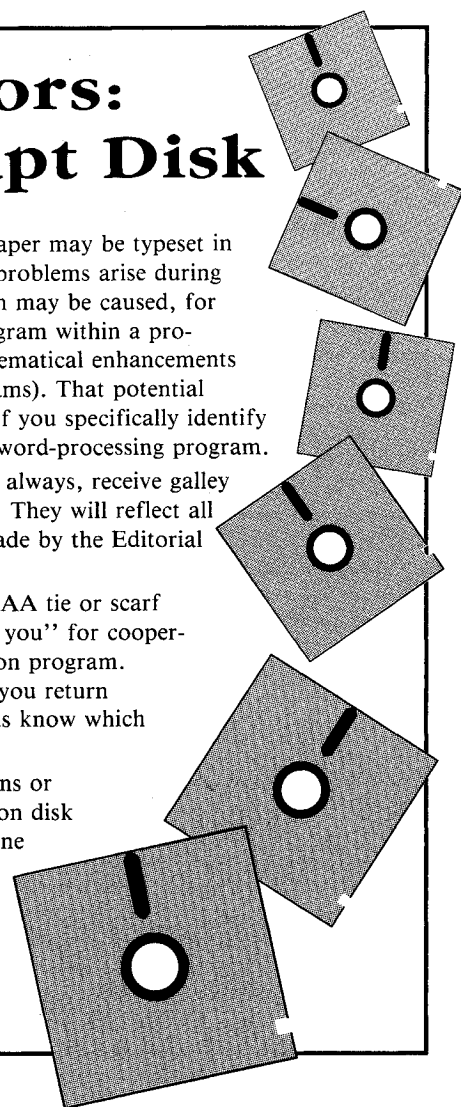 ors:
pt Disk
aper may be typeset in
problems arise during
n may be caused, for
gram within a pro-
ematical enhancements
ms). That potential
f you specifically identify
word-processing program.
always, receive galley
They will reflect all
ade by the Editorial
AA tie or scarf
you’’ for cooper-
on program.
you return
s know which
ns or
on disk
ne